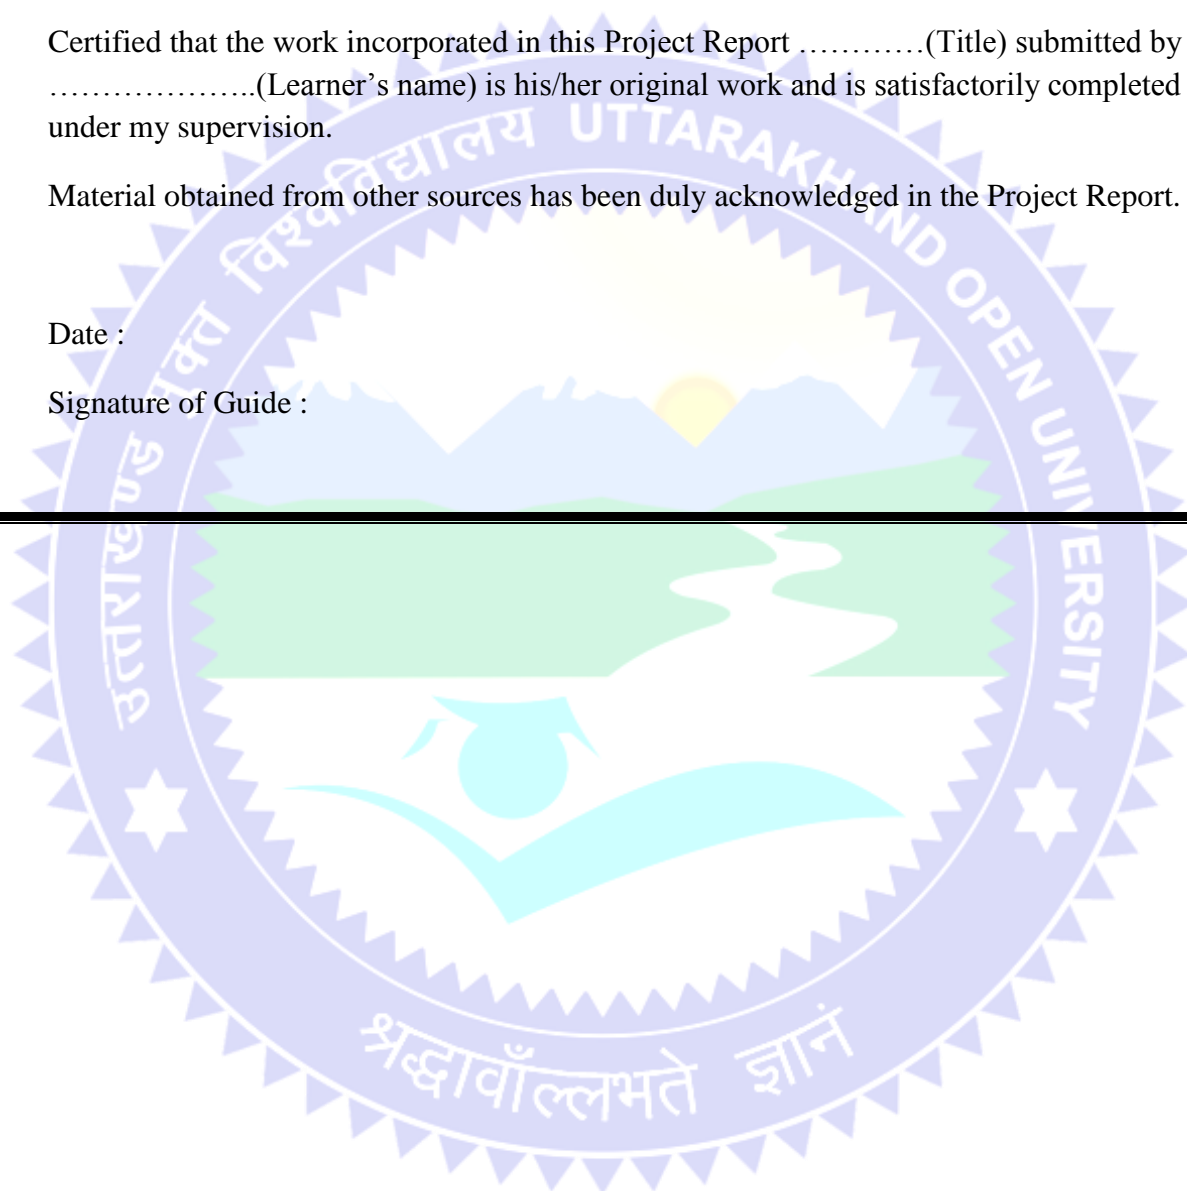 Certified that the work incorporated in this Project Report …………(Title) submitted by
………………..(Learner’s name) is his/her original work and is satisfactorily completed
under my supervision.
Material obtained from other sources has been duly acknowledged in the Project Report.
Date :
Signature of Guide :
उत्तराखण्ड मुक्त विश्वविद्यालय UTTARAKHAND OPEN UNIVERSITY
श्रद्धावाँल्लभते ज्ञानं